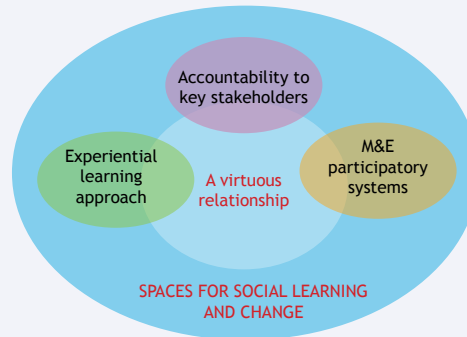 Accountability to
key stakeholders
Experiential
learning
approach
A virtuous
relationship
M&E
participatory
systems
SPACES FOR SOCIAL LEARNING
AND CHANGE